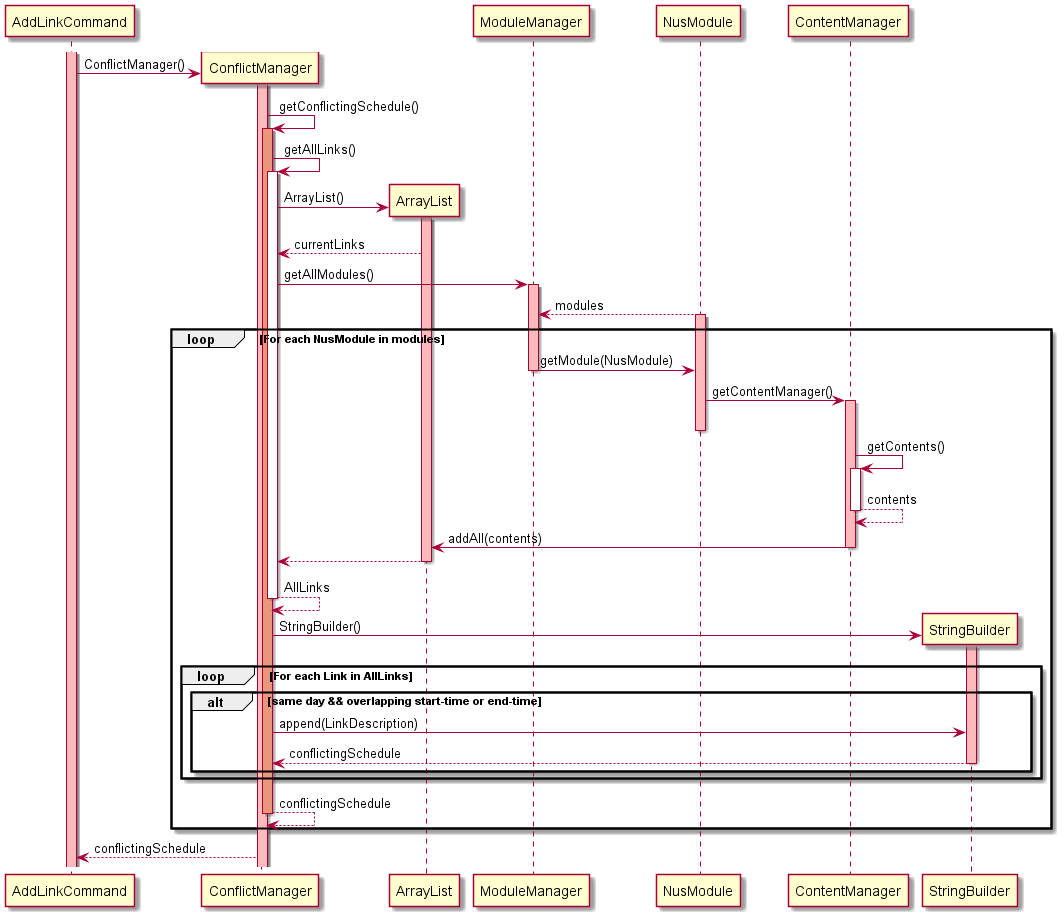 AddLinkCommand
ModuleManager
NusModule
ContentManager
ConflictManager()
ConflictManager
getConflictingSchedule()
getAllLinks()
ArrayList()
ArrayList
currentLinks
getAllModules()
modules
loop [For each NusModule in modules]
getModule(NusModule)
getContentManager()
getContents()
contents
addAll(contents)
AllLinks
StringBuilder()
StringBuilder
loop [For each Link in AllLinks]
alt [same day && overlapping start-time or end-time]
append(LinkDescription)
conflictingSchedule
conflictingSchedule
conflictingSchedule
AddLinkCommand
ConflictManager
ArrayList
ModuleManager
NusModule
ContentManager
StringBuilder